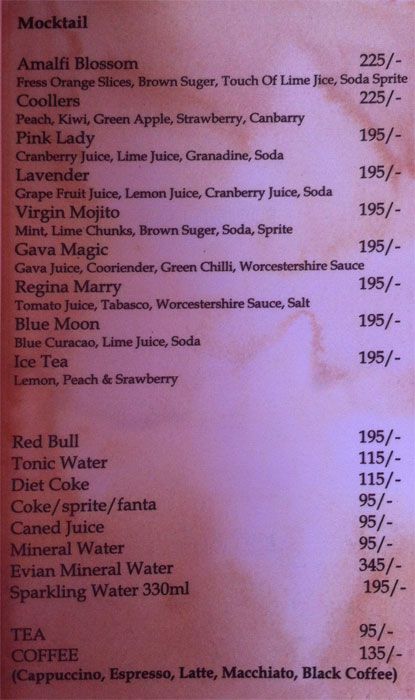 Mocktail
Amalfi Blossom 225/-
Fress Orange Slices, Brown Suger, Touch Of Lime Jice, Soda Sprite
Coollers 225/-
Peach, Kiwi, Green Apple, Strawberry, Canbarry
Pink Lady 195/-
Cranberry Juice, Lime Juice, Granadine, Soda
Lavender 195/-
Grape Fruit Juice, Lemon Juice, Cranberry Juice, Soda
Virgin Mojito 195/-
Mint, Lime Chunks, Brown Suger, Soda, Sprite
Gava Magic 195/-
Gava Juice, Cooriender, Green Chilli, Worcestershire Sauce
Regina Marry 195/-
Tomato Juice, Tabasco, Worcestershire Sauce, Salt
Blue Moon 195/-
Blue Curacao, Lime Juice, Soda
Ice Tea 195/-
Lemon, Peach & Srawberry
Red Bull 195/-
Tonic Water 115/-
Diet Coke 115/-
Coke/sprite/fanta 95/-
Caned Juice 95/-
Mineral Water 95/-
Evian Mineral Water 345/-
Sparkling Water 330ml 195/-
TEA 95/-
COFFEE 135/-
(Cappuccino, Espresso, Latte, Macchiato, Black Coffee)